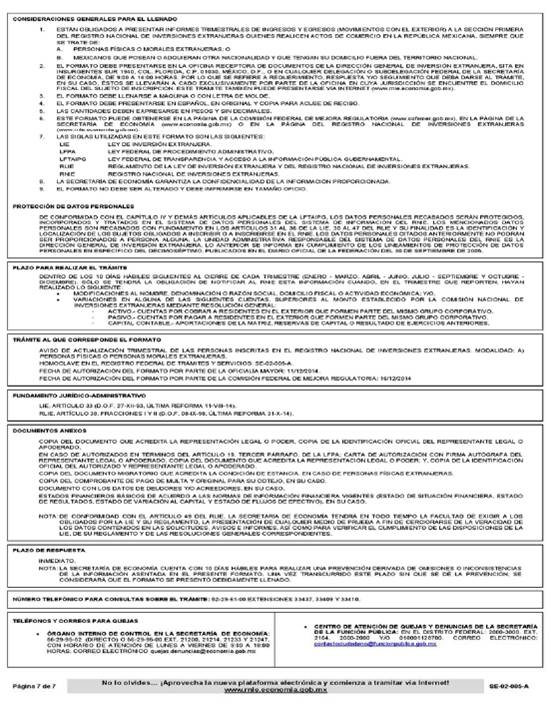 CONSIDERACIONES GENERALES PARA EL LLENADO
1. ESTAN OBLIGADOS A PRESENTAR INFORMES TRIMESTRALES DE INGRESOS Y EGRESOS (MOVIMIENTOS CON EL EXTERIOR) A LA SECCIÓN PRIMERA
DEL REGISTRO NACIONAL DE INVERSIONES EXTRANJERAS QUIENES REALICEN ACTOS DE COMERCIO EN LA REPÚBLICA MEXICANA, SIEMPRE QUE
SE TRATE DE:
A. PERSONAS FÍSICAS O MORALES EXTRANJERAS; O
B. MEXICANOS QUE POSEAN O ADQUIERAN OTRA NACIONALIDAD Y QUE TENGAN SU DOMICILIO FUERA DEL TERRITORIO NACIONAL.
2. EL FORMATO DEBE PRESENTARSE EN LA OFICINA RECEPTORA DE DOCUMENTOS DE LA DIRECCIÓN GENERAL DE INVERSIÓN EXTRANJERA, SITA EN
INSURGENTES SUR 1940, COL. FLORIDA, C.P. 01030, MÉXICO, D.F., O EN CUALQUIER DELEGACIÓN O SUBDELEGACIÓN FEDERAL DE LA SECRETARÍA
DE ECONOMÍA, DE 9:00 A 14:00 HORAS. POR LO QUE SE REFIERE A REQUERIMIENTO, RESPUESTA Y/O SEGUIMIENTO QUE DEBA DARSE AL TRÁMITE,
EN SU CASO, ESTOS SE LLEVARÁN A CABO EXCLUSIVAMENTE POR PARTE DE LA OFICINA EN CUYA JURISDICCIÓN SE ENCUENTRE EL DOMICILIO
FISCAL DEL SUJETO DE INSCRIPCIÓN. ESTE TRÁMITE TAMBIÉN PUEDE PRESENTARSE VÍA INTERNET (www.rnie.economia.gob.mx).
3. EL FORMATO DEBE LLENARSE A MÁQUINA O CON LETRA DE MOLDE.
4. EL FORMATO DEBE PRESENTARSE EN ESPAÑOL, EN ORIGINAL Y COPIA PARA ACUSE DE RECIBO.
5. LAS CANTIDADES DEBEN EXPRESARSE EN PESOS Y SIN DECIMALES.
6. ESTE FORMATO PUEDE OBTENERSE EN LA PÁGINA DE LA COMISIÓN FEDERAL DE MEJORA REGULATORIA (www.cofemer.gob.mx), EN LA PÁGINA DE LA
SECRETARÍA DE ECONOMÍA (www.economia.gob.mx) O EN LA PÁGINA DEL REGISTRO NACIONAL DE INVERSIONES EXTRANJERAS
(www.rnie.economia.gob.mx).
7. LAS SIGLAS UTILIZADAS EN ESTE FORMATO SON LAS SIGUIENTES:
LIE LEY DE INVERSIÓN EXTRANJERA.
LFPA LEY FEDERAL DE PROCEDIMIENTO ADMINISTRATIVO.
LFTAIPG LEY FEDERAL DE TRANSPARENCIA Y ACCESO A LA INFORMACIÓN PÚBLICA GUBERNAMENTAL.
RLIE REGLAMENTO DE LA LEY DE INVERSIÓN EXTRANJERA Y DEL REGISTRO NACIONAL DE INVERSIONES EXTRANJERAS.
RNIE REGISTRO NACIONAL DE INVERSIONES EXTRANJERAS.
8. LA SECRETARÍA DE ECONOMÍA GARANTIZA LA CONFIDENCIALIDAD DE LA INFORMACIÓN PROPORCIONADA.
9. EL FORMATO NO DEBE SER ALTERADO Y DEBE IMPRIMIRSE EN TAMAÑO OFICIO.
PROTECCIÓN DE DATOS PERSONALES
DE CONFORMIDAD CON EL CAPÍTULO IV Y DEMÁS ARTÍCULOS APLICABLES DE LA LFTAIPG, LOS DATOS PERSONALES RECABADOS SERÁN PROTEGIDOS,
INCORPORADOS Y TRATADOS EN EL SISTEMA DE DATOS PERSONALES DEL SISTEMA DE INFORMACIÓN DEL RNIE. LOS MENCIONADOS DATOS
PERSONALES SON RECABADOS CON FUNDAMENTO EN LOS ARTÍCULOS 31 AL 36 DE LA LIE, 30 AL 47 DEL RLIE Y SU FINALIDAD ES LA IDENTIFICACIÓN Y
LOCALIZACIÓN DE LOS SUJETOS OBLIGADOS A INSCRIBIR O A INSCRIBIRSE EN EL RNIE. LOS DATOS PERSONALES CITADOS ANTERIORMENTE NO PODRÁN
SER PROPORCIONADOS A PERSONA ALGUNA. LA UNIDAD ADMINISTRATIVA RESPONSABLE DEL SISTEMA DE DATOS PERSONALES DEL RNIE ES LA
DIRECCIÓN GENERAL DE INVERSIÓN EXTRANJERA. LO ANTERIOR SE INFORMA EN CUMPLIMIENTO DE LOS LINEAMIENTOS DE PROTECCIÓN DE DATOS
PERSONALES EN ESPECÍFICO DEL DECIMOSÉPTIMO, PUBLICADOS EN EL DIARIO OFICIAL DE LA FEDERACIÓN DEL 30 DE SEPTIEMBRE DE 2005.
PLAZO PARA REALIZAR EL TRÁMITE
DENTRO DE LOS 10 DÍAS HÁBILES SIGUIENTES AL CIERRE DE CADA TRIMESTRE (ENERO - MARZO, ABRIL - JUNIO, JULIO - SEPTIEMBRE Y OCTUBRE -
DICIEMBRE). SÓLO SE TENDRÁ LA OBLIGACIÓN DE NOTIFICAR AL RNIE ESTA INFORMACIÓN CUANDO, EN EL TRIMESTRE QUE REPORTEN, HAYAN
REALIZADO LO SIGUIENTE:
• MODIFICACIONES AL NOMBRE, DENOMINACIÓN O RAZÓN SOCIAL, DOMICILIO FISCAL O ACTIVIDAD ECONÓMICA, Y/O,
• VARIACIONES EN ALGUNA DE LAS SIGUIENTES CUENTAS, SUPERIORES AL MONTO ESTABLECIDO POR LA COMISIÓN NACIONAL DE
INVERSIONES EXTRANJERAS MEDIANTE RESOLUCIÓN GENERAL:
- ACTIVO.- CUENTAS POR COBRAR A RESIDENTES EN EL EXTERIOR QUE FORMEN PARTE DEL MISMO GRUPO CORPORATIVO.
- PASIVO.- CUENTAS POR PAGAR A RESIDENTES EN EL EXTERIOR QUE FORMEN PARTE DEL MISMO GRUPO CORPORATIVO.
- CAPITAL CONTABLE.- APORTACIONES DE LA MATRIZ, RESERVAS DE CAPITAL O RESULTADO DE EJERCICIOS ANTERIORES.
TRÁMITE AL QUE CORRESPONDE EL FORMATO
AVISO DE ACTUALIZACIÓN TRIMESTRAL DE LAS PERSONAS INSCRITAS EN EL REGISTRO NACIONAL DE INVERSIONES EXTRANJERAS. MODALIDAD: A)
PERSONAS FÍSICAS O PERSONAS MORALES EXTRANJERAS.
HOMOCLAVE EN EL REGISTRO FEDERAL DE TRÁMITES Y SERVICIOS: SE-02-005-A
FECHA DE AUTORIZACIÓN DEL FORMATO POR PARTE DE LA OFICIALÍA MAYOR: 11/12/2014.
FECHA DE AUTORIZACIÓN DEL FORMATO POR PARTE DE LA COMISIÓN FEDERAL DE MEJORA REGULATORIA: 16/12/2014
FUNDAMENTO JURÍDICO-ADMINISTRATIVO
LIE, ARTÍCULO 33 (D.O.F. 27-XII-93, ÚLTIMA REFORMA 11-VIII-14).
RLIE, ARTÍCULO 38, FRACCIONES I Y II (D.O.F. 08-IX-98, ÚLTIMA REFORMA 31-X-14).
DOCUMENTOS ANEXOS
COPIA DEL DOCUMENTO QUE ACREDITA LA REPRESENTACIÓN LEGAL O PODER, COPIA DE LA IDENTIFICACIÓN OFICIAL DEL REPRESENTANTE LEGAL O
APODERADO.
EN CASO DE AUTORIZADOS EN TÉRMINOS DEL ARTÍCULO 19, TERCER PÁRRAFO, DE LA LFPA: CARTA DE AUTORIZACIÓN CON FIRMA AUTÓGRAFA DEL
REPRESENTANTE LEGAL O APODERADO, COPIA DEL DOCUMENTO QUE ACREDITA LA REPRESENTACIÓN LEGAL O PODER, Y, COPIA DE LA IDENTIFICACIÓN
OFICIAL DEL AUTORIZADO Y REPRESENTANTE LEGAL O APODERADO.
COPIA DEL DOCUMENTO MIGRATORIO QUE ACREDITA LA CONDICIÓN DE ESTANCIA, EN CASO DE PERSONAS FÍSICAS EXTRANJERAS.
COPIA DEL COMPROBANTE DE PAGO DE MULTA Y ORIGINAL PARA SU COTEJO, EN SU CASO.
DOCUMENTO CON LOS DATOS DE DEUDORES Y/O ACREEDORES, EN SU CASO.
ESTADOS FINANCIEROS BÁSICOS DE ACUERDO A LAS NORMAS DE INFORMACIÓN FINANCIERA VIGENTES (ESTADO DE SITUACIÓN FINANCIERA, ESTADO
DE RESULTADOS, ESTADO DE VARIACIÓN AL CAPITAL Y ESTADO DE FLUJOS DE EFECTIVO), EN SU CASO.
NOTA: DE CONFORMIDAD CON EL ARTÍCULO 49 DEL RLIE, LA SECRETARÍA DE ECONOMÍA TENDRÁ EN TODO TIEMPO LA FACULTAD DE EXIGIR A LOS
OBLIGADOS POR LA LIE Y SU REGLAMENTO, LA PRESENTACIÓN DE CUALQUIER MEDIO DE PRUEBA A FIN DE CERCIORARSE DE LA VERACIDAD DE
LOS DATOS CONTENIDOS EN LAS SOLICITUDES, AVISOS E INFORMES, ASÍ COMO PARA VERIFICAR EL CUMPLIMIENTO DE LAS DISPOSICIONES DE LA
LIE, DE SU REGLAMENTO Y DE LAS RESOLUCIONES GENERALES CORRESPONDIENTES.
PLAZO DE RESPUESTA
INMEDIATO.
NOTA: LA SECRETARÍA DE ECONOMÍA CUENTA CON 10 DÍAS HÁBILES PARA REALIZAR UNA PREVENCIÓN DERIVADA DE OMISIONES O INCONSISTENCIAS
DE LA INFORMACIÓN ASENTADA EN EL PRESENTE FORMATO. UNA VEZ TRANSCURRIDO ESTE PLAZO SIN QUE SE DÉ LA PREVENCIÓN, SE
CONSIDERARÁ QUE EL FORMATO SE PRESENTÓ DEBIDAMENTE LLENADO.
NÚMERO TELEFÓNICO PARA CONSULTAS SOBRE EL TRÁMITE: 52-29-61-00 EXTENSIONES 33437, 33409 Y 33410.
TELÉFONOS Y CORREOS PARA QUEJAS
• ÓRGANO INTERNO DE CONTROL EN LA SECRETARÍA DE ECONOMÍA:
56-29-95-52 (DIRECTO) O 56-29-95-00 EXT. 21200, 21214, 21233 Y 21247,
CON HORARIO DE ATENCIÓN DE LUNES A VIERNES DE 9:00 A 18:00
HORAS. CORREO ELECTRÓNICO quejas.denuncias@economia.gob.mx
• CENTRO DE ATENCIÓN DE QUEJAS Y DENUNCIAS DE LA SECRETARÍA
DE LA FUNCIÓN PÚBLICA: EN EL DISTRITO FEDERAL: 2000-3000, EXT.
2164, 2000-2000 Y/O 018001128700. CORREO ELECTRÓNICO:
contactociudadano@funcionpublica.gob.mx
Página 7 de 7
No lo olvides... ¡Aprovecha la nueva plataforma electrónica y comienza a tramitar vía Internet!
www.rnie.economia.gob.mx
SE-02-005-A